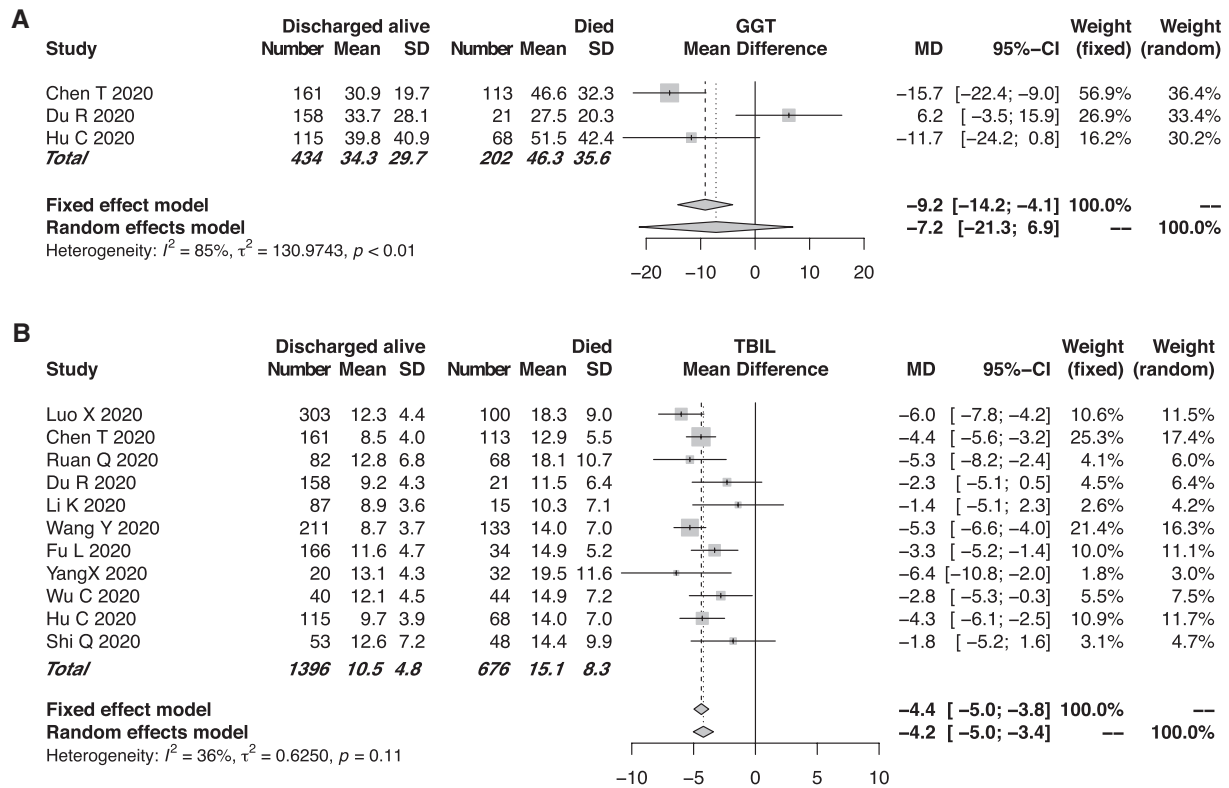 A
Discharged alive Died GGT Weight Weight
Study Number Mean SD Number Mean SD Mean Difference MD 95%−CI (fixed) (random)
Chen T 2020 161 30.9 19.7 113 46.6 32.3 −15.7 [−22.4; −9.0] 56.9% 36.4%
Du R 2020 158 33.7 28.1 21 27.5 20.3 6.2 [ −3.5; 15.9] 26.9% 33.4%
Hu C 2020 115 39.8 40.9 68 51.5 42.4 −11.7 [−24.2; 0.8] 16.2% 30.2%
Total 434 34.3 29.7 202 46.3 35.6
Fixed effect model −9.2 [−14.2; −4.1] 100.0% −−
Random effects model −7.2 [−21.3; 6.9] −− 100.0%
Heterogeneity: I² = 85%, τ² = 130.9743, p < 0.01
−20 −10 0 10 20
B
Discharged alive Died TBIL Weight Weight
Study Number Mean SD Number Mean SD Mean Difference MD 95%−CI (fixed) (random)
Luo X 2020 303 12.3 4.4 100 18.3 9.0 −6.0 [ −7.8; −4.2] 10.6% 11.5%
Chen T 2020 161 8.5 4.0 113 12.9 5.5 −4.4 [ −5.6; −3.2] 25.3% 17.4%
Ruan Q 2020 82 12.8 6.8 68 18.1 10.7 −5.3 [ −8.2; −2.4] 4.1% 6.0%
Du R 2020 158 9.2 4.3 21 11.5 6.4 −2.3 [ −5.1; 0.5] 4.5% 6.4%
Li K 2020 87 8.9 3.6 15 10.3 7.1 −1.4 [ −5.1; 2.3] 2.6% 4.2%
Wang Y 2020 211 8.7 3.7 133 14.0 7.0 −5.3 [ −6.6; −4.0] 21.4% 16.3%
Fu L 2020 166 11.6 4.7 34 14.9 5.2 −3.3 [ −5.2; −1.4] 10.0% 11.1%
YangX 2020 20 13.1 4.3 32 19.5 11.6 −6.4 [−10.8; −2.0] 1.8% 3.0%
Wu C 2020 40 12.1 4.5 44 14.9 7.2 −2.8 [ −5.3; −0.3] 5.5% 7.5%
Hu C 2020 115 9.7 3.9 68 14.0 7.0 −4.3 [ −6.1; −2.5] 10.9% 11.7%
Shi Q 2020 53 12.6 7.2 48 14.4 9.9 −1.8 [ −5.2; 1.6] 3.1% 4.7%
Total 1396 10.5 4.8 676 15.1 8.3
Fixed effect model −4.4 [ −5.0; −3.8] 100.0% −−
Random effects model −4.2 [ −5.0; −3.4] −− 100.0%
Heterogeneity: I² = 36%, τ² = 0.6250, p = 0.11
−10 −5 0 5 10